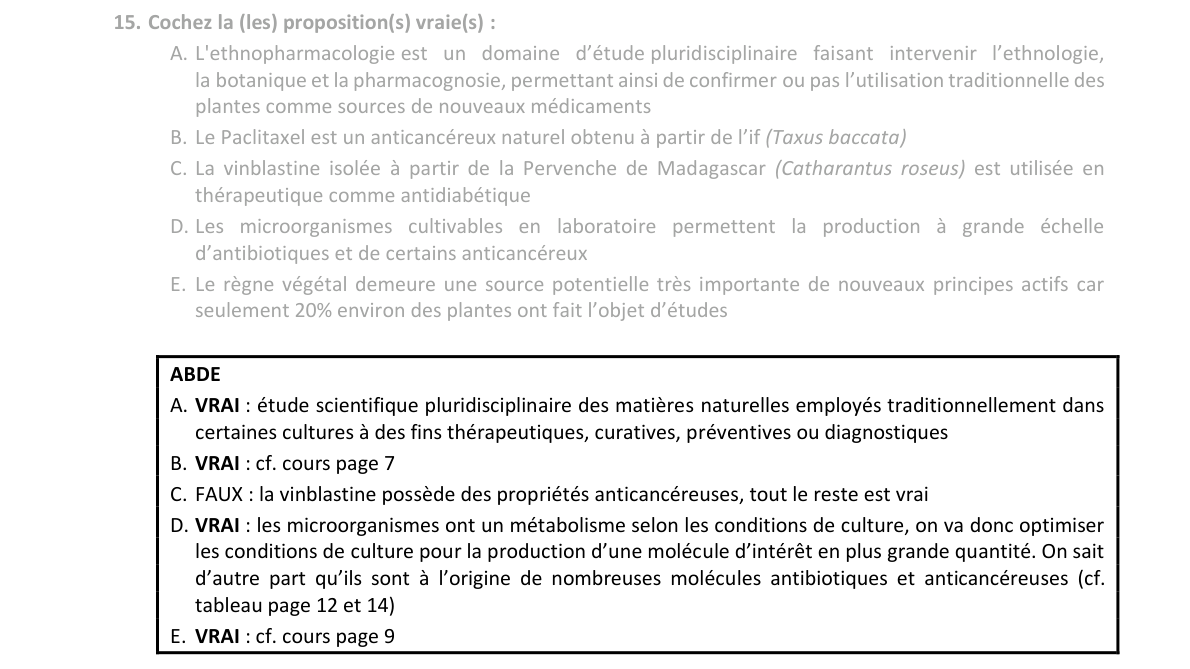 15. Cochez la (les) proposition(s) vraie(s) :
A. L'ethnopharmacologie est un domaine d’étude pluridisciplinaire faisant intervenir l’ethnologie,
la botanique et la pharmacognosie, permettant ainsi de confirmer ou pas l’utilisation traditionnelle des
plantes comme sources de nouveaux médicaments
B. Le Paclitaxel est un anticancéreux naturel obtenu à partir de l’if (Taxus baccata)
C. La vinblastine isolée à partir de la Pervenche de Madagascar (Catharantus roseus) est utilisée en
thérapeutique comme antidiabétique
D. Les microorganismes cultivables en laboratoire permettent la production à grande échelle
d’antibiotiques et de certains anticancéreux
E. Le règne végétal demeure une source potentielle très importante de nouveaux principes actifs car
seulement 20% environ des plantes ont fait l’objet d’études
ABDE
A. VRAI : étude scientifique pluridisciplinaire des matières naturelles employés traditionnellement dans
certaines cultures à des fins thérapeutiques, curatives, préventives ou diagnostiques
B. VRAI : cf. cours page 7
C. FAUX : la vinblastine possède des propriétés anticancéreuses, tout le reste est vrai
D. VRAI : les microorganismes ont un métabolisme selon les conditions de culture, on va donc optimiser
les conditions de culture pour la production d’une molécule d’intérêt en plus grande quantité. On sait
d’autre part qu’ils sont à l’origine de nombreuses molécules antibiotiques et anticancéreuses (cf.
tableau page 12 et 14)
E. VRAI : cf. cours page 9